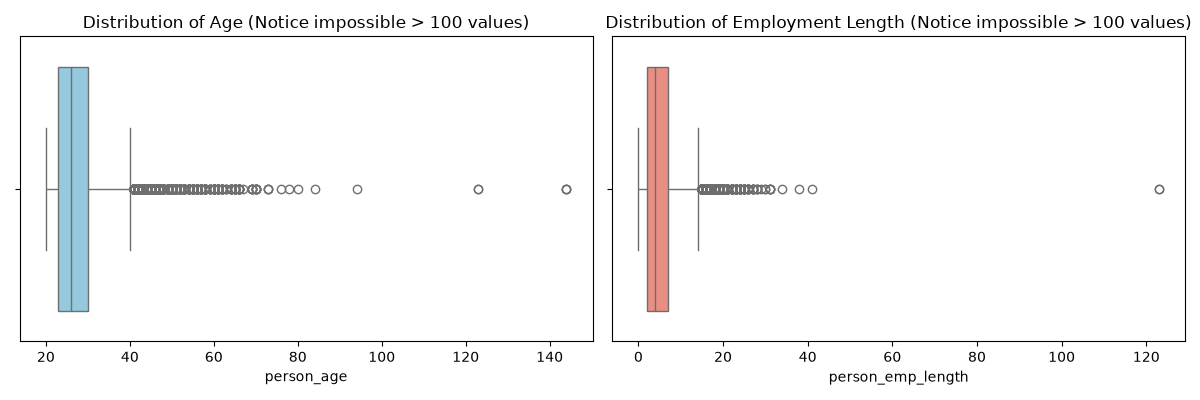 Distribution of Age (Notice impossible > 100 values)
Distribution of Employment Length (Notice impossible > 100 values)
20 40 60 80 100 120 140
0 20 40 60 80 100 120
person_age
person_emp_length